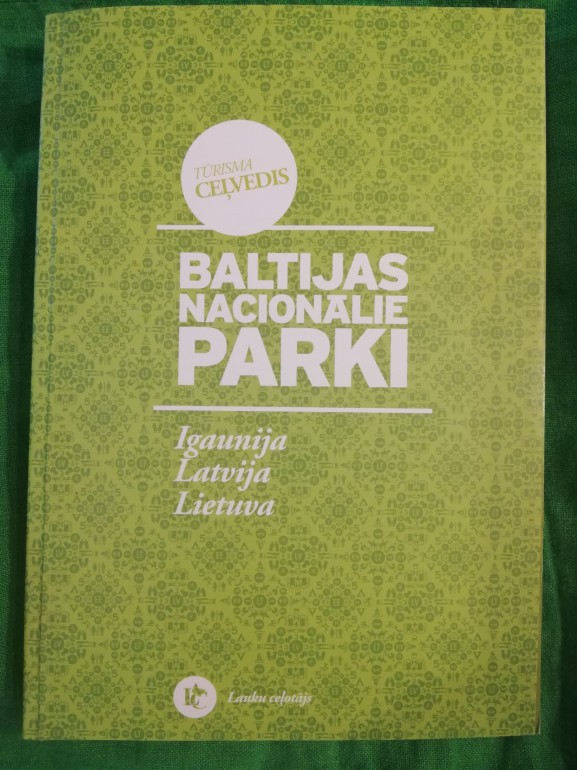 TŪRISMA
CEĻVEDIS
BALTIJAS
NACIONĀLIE
PARKI
Igaunija
Latvija
Lietuva
LC
Lauku ceļotājs